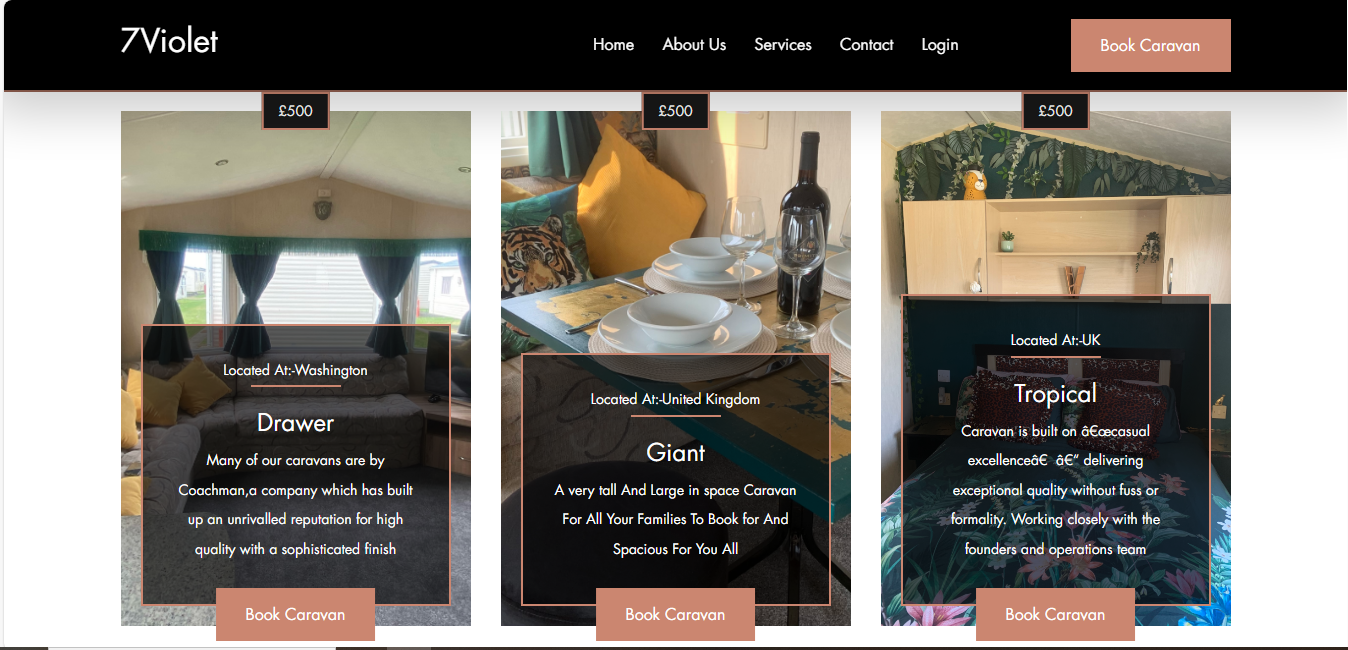 7Violet
Home About Us Services Contact Login
Book Caravan
£500
£500
£500
Located At:-Washington
Drawer
Many of our caravans are by
Coachman,a company which has built
up an unrivalled reputation for high
quality with a sophisticated finish
Book Caravan
Located At:-United Kingdom
Giant
A very tall And Large in space Caravan
For All Your Families To Book for And
Spacious For You All
Book Caravan
Located At:-UK
Tropical
Caravan is built on â€œcasual
excellenceâ€ â€“ delivering
exceptional quality without fuss or
formality. Working closely with the
founders and operations team
Book Caravan